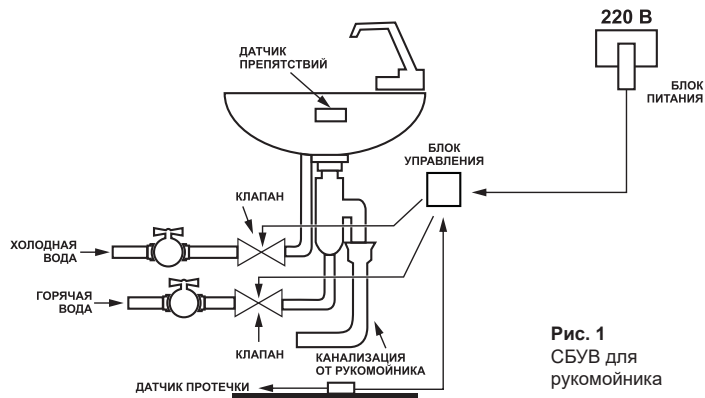 220 В
ДАТЧИК
ПРЕПЯТСТВИЙ
БЛОК
ПИТАНИЯ
БЛОК
УПРАВЛЕНИЯ
КЛАПАН
ХОЛОДНАЯ
ВОДА
ГОРЯЧАЯ
ВОДА
КЛАПАН
КАНАЛИЗАЦИЯ
ОТ РУКОМОЙНИКА
ДАТЧИК ПРОТЕЧКИ
Рис. 1
СБУВ для
рукомойника